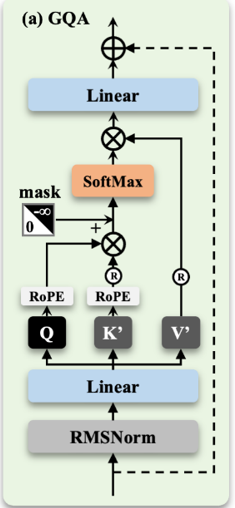 (a) GQA
Linear
SoftMax
mask
-∞
0
+
R
RoPE RoPE
R
Q K’ V’
Linear
RMSNorm